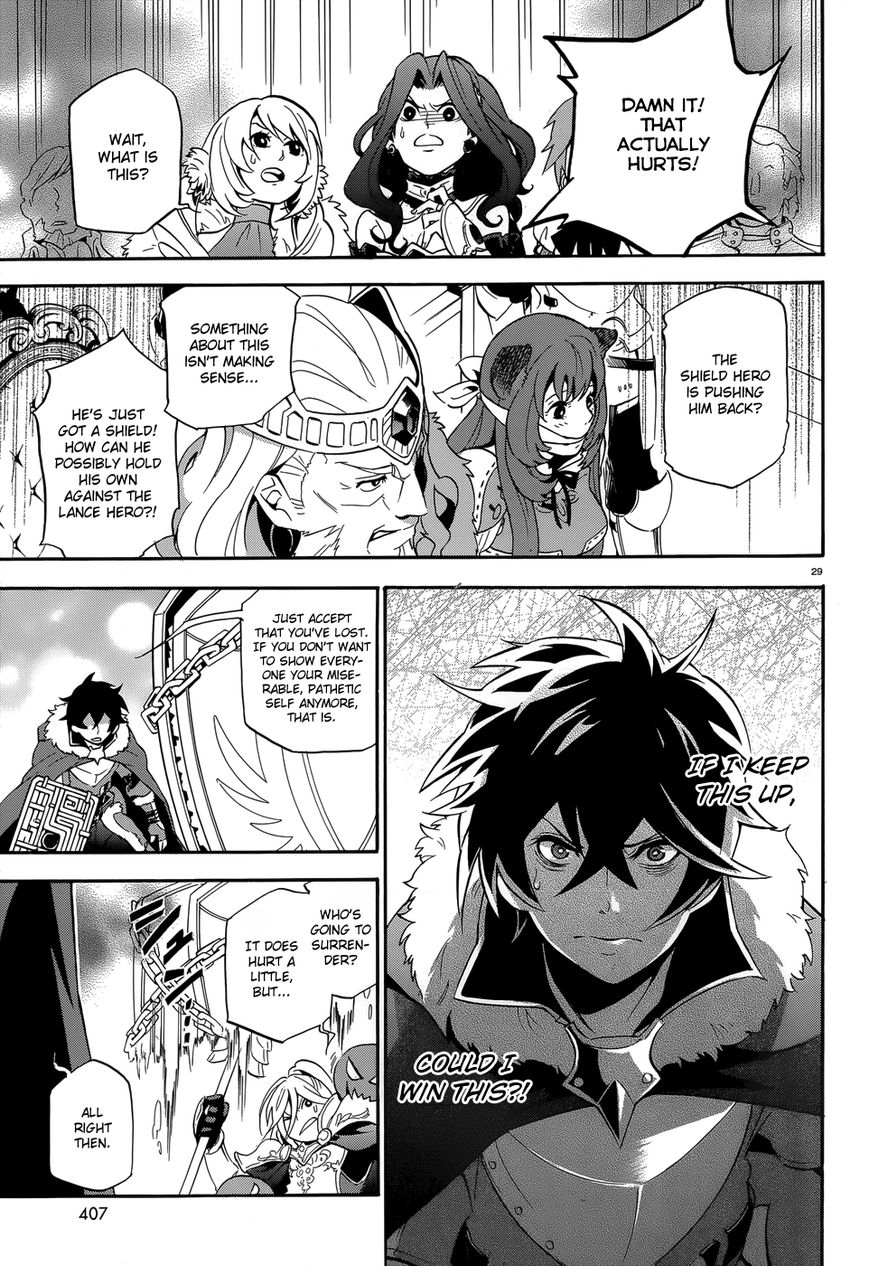 DAMN IT!
THAT
ACTUALLY
HURTS!
WAIT,
WHAT IS
THIS?
THE
SHIELD HERO
IS PUSHING
HIM BACK?
SOMETHING
ABOUT THIS
ISN'T MAKING
SENSE...
HE'S JUST
GOT A SHIELD!
HOW CAN HE
POSSIBLY HOLD
HIS OWN
AGAINST THE
LANCE HERO?!
29
IF I KEEP
THIS UP,
COULD I
WIN THIS?!
JUST ACCEPT
THAT YOU'VE LOST.
IF YOU DON'T
WANT TO
SHOW EVERY-
ONE YOUR MISE-
RABLE, PATHETIC
SELF ANYMORE,
THAT IS.
WHO'S
GOING TO
SURREN-
DER?
IT DOES
HURT A
LITTLE,
BUT...
ジュゥ
ALL
RIGHT
THEN.
407